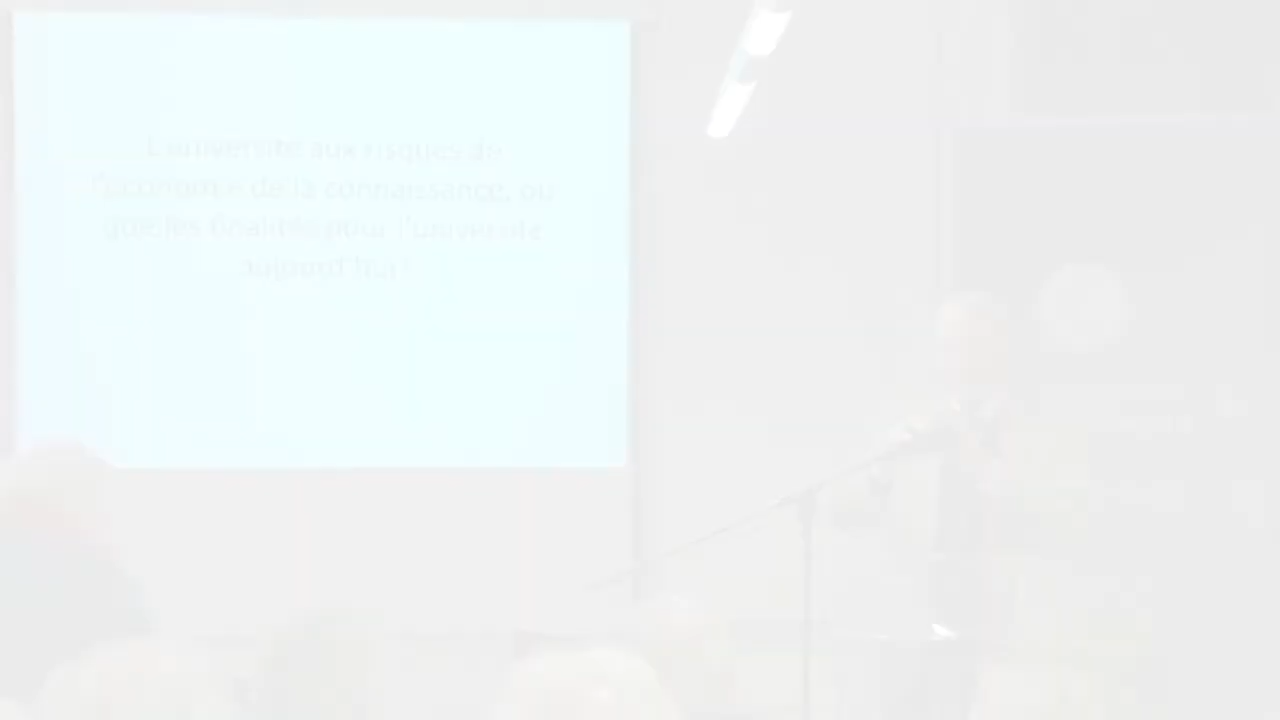 L'université aux risques de
l'économie de la connaissance, ou
quelles finalités pour l'université
aujourd'hui ?